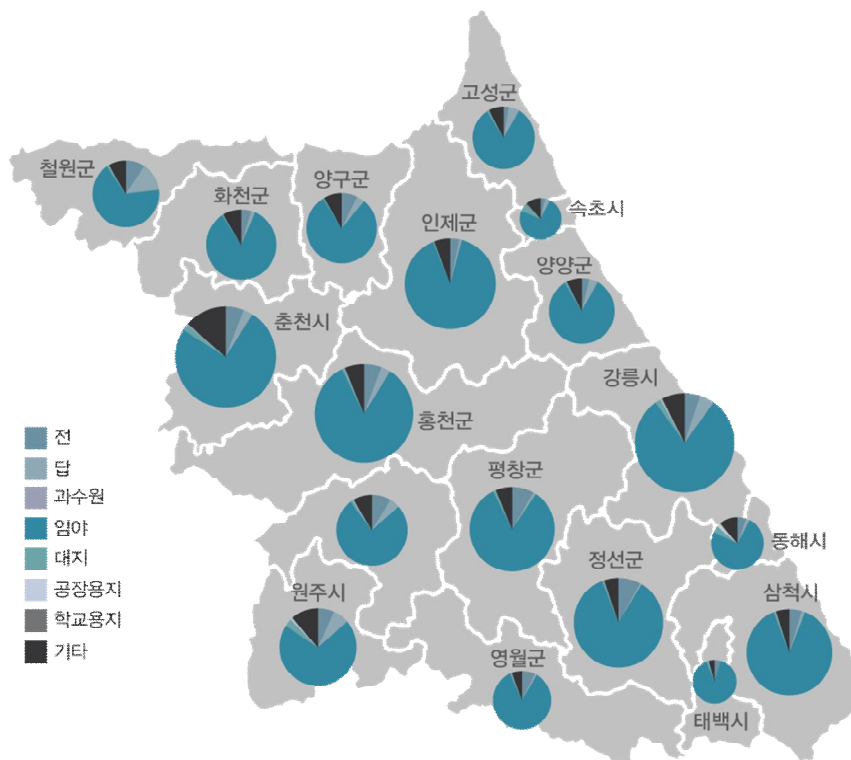 고성군
철원군
화천군
양구군
속초시
인제군
양양군
춘천시
강릉시
홍천군
평창군
동해시
정선군
원주시
삼척시
영월군
태백시
전
답
과수원
임야
대지
공장용지
학교용지
기타